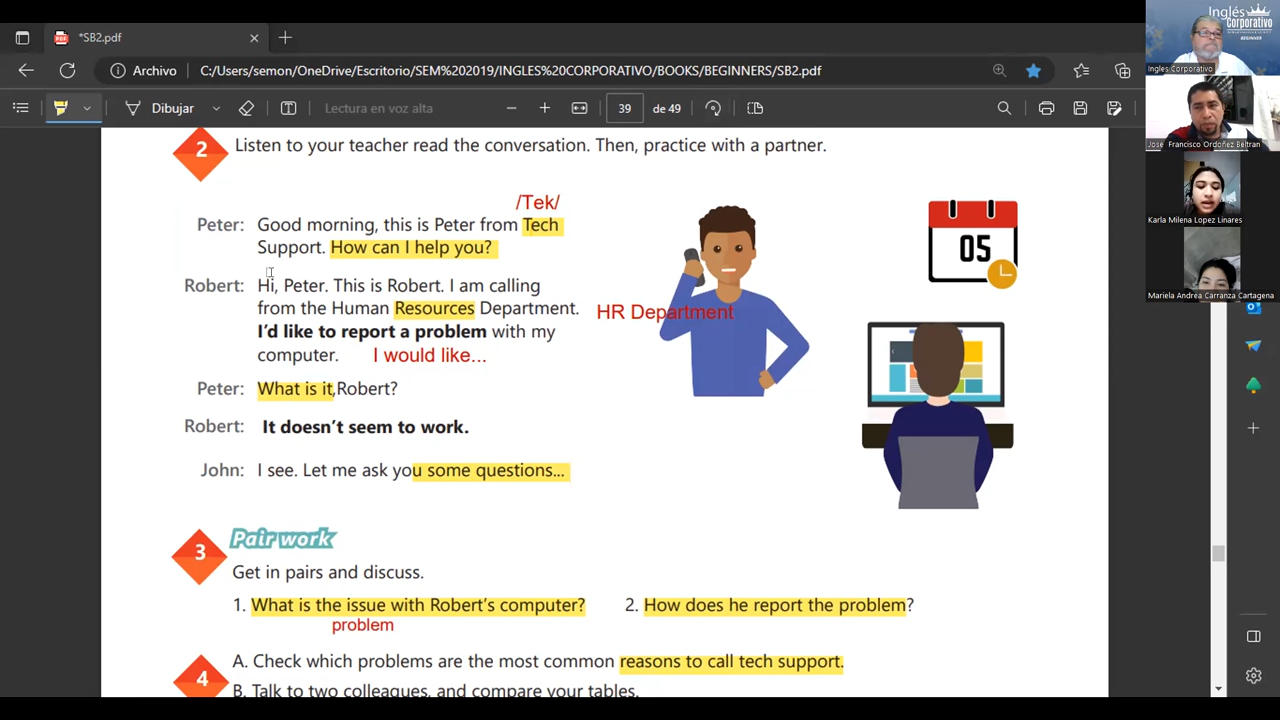 *SB2.pdf
Archivo
C:/Users/semon/OneDrive/Escritorio/SEM%202019/INGLES%20CORPORATIVO/BOOKS/BEGINNERS/SB2.pdf
Dibujar
Lectura en voz alta
39
de 49
2
Listen to your teacher read the conversation. Then, practice with a partner.
/Tek/
Peter: Good morning, this is Peter from Tech
Support. How can I help you?
Robert: Hi, Peter. This is Robert. I am calling
from the Human Resources Department.
HR Department
I'd like to report a problem with my
computer.
I would like...
Peter: What is it,Robert?
Robert: It doesn't seem to work.
John: I see. Let me ask you some questions...
05
3
Pair work
Get in pairs and discuss.
1. What is the issue with Robert's computer?
2. How does he report the problem?
problem
4
A. Check which problems are the most common reasons to call tech support.
B. Talk to two colleagues, and compare your tables.
Inglés
Corporativo
BEGINNER
Ingles Corporativo
Jose Francisco Ordoñez Beltran
Karla Milena Lopez Linares
Mariela Andrea Carranza Cartagena